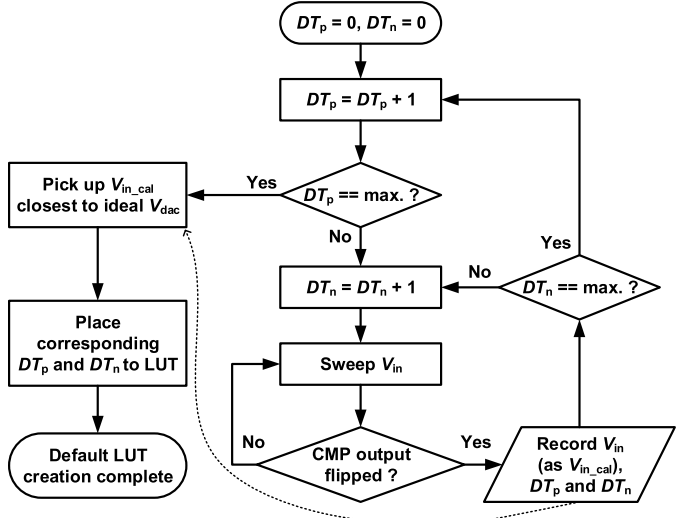 DTp = 0, DTn = 0
DTp = DTp + 1
DTp == max. ?
Yes
No
Pick up Vin_cal
closest to ideal Vdac
Place
corresponding
DTp and DTn to LUT
Default LUT
creation complete
DTn = DTn + 1
No
DTn == max. ?
Yes
Sweep Vin
CMP output
flipped ?
No
Yes
Record Vin
(as Vin_cal),
DTp and DTn